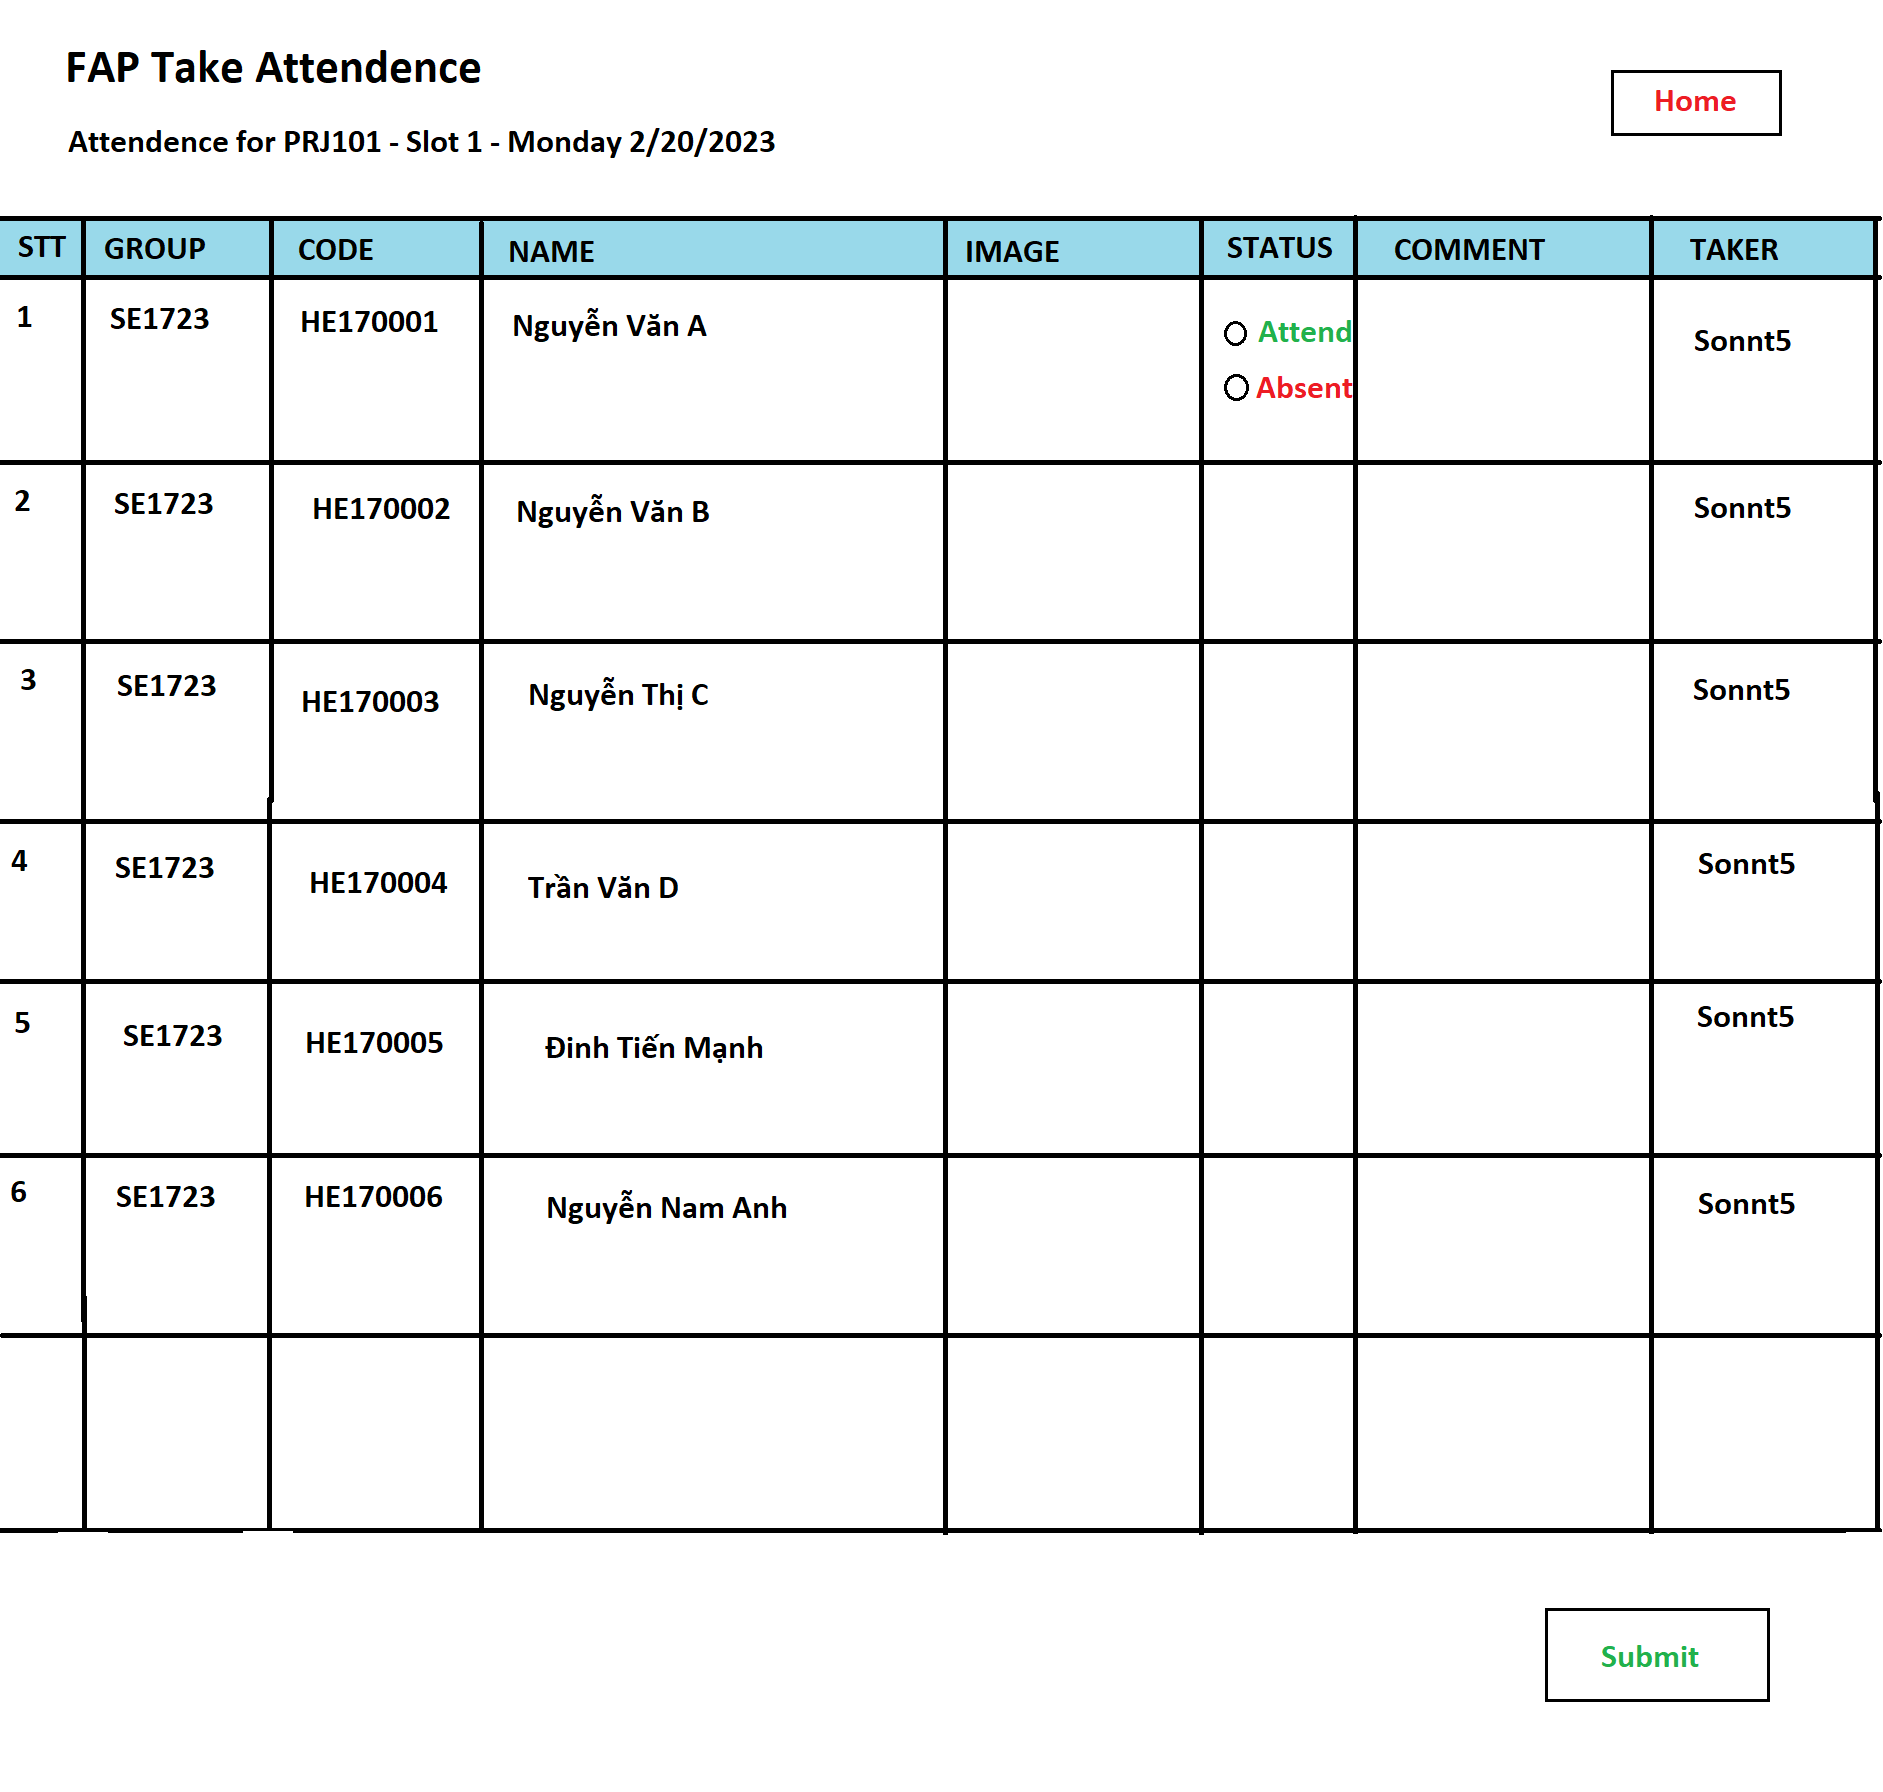 FAP Take Attendence
Home
Attendence for PRJ101 - Slot 1 - Monday 2/20/2023
STT GROUP CODE NAME IMAGE STATUS COMMENT TAKER
1 SE1723 HE170001 Nguyễn Văn A Attend Sonnt5
Absent
2 SE1723 HE170002 Nguyễn Văn B Sonnt5
3 SE1723 HE170003 Nguyễn Thị C Sonnt5
4 SE1723 HE170004 Trần Văn D Sonnt5
5 SE1723 HE170005 Đinh Tiến Mạnh Sonnt5
6 SE1723 HE170006 Nguyễn Nam Anh Sonnt5
Submit